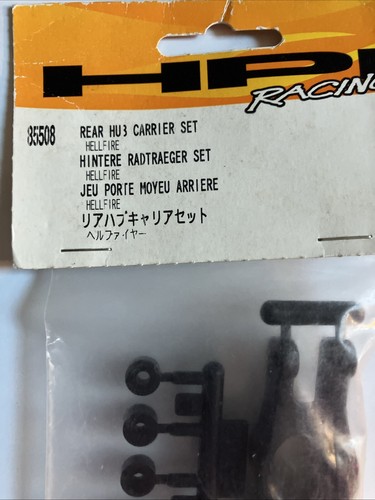 HPI
RACING
85508
REAR HUB CARRIER SET
HELLFIRE
HINTERE RADTRAEGER SET
HELLFIRE
JEU PORTE MOYEU ARRIERE
HELLFIRE
リアハブキャリアセット
ヘルファイヤー